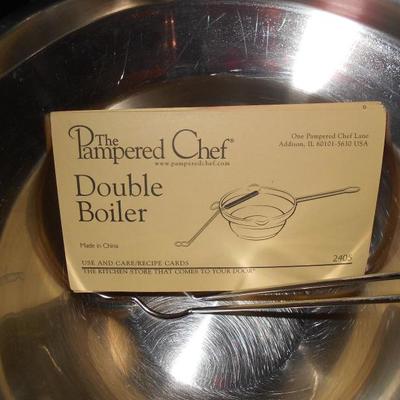 The
Pampered Chef®
www.pamperedchef.com
One Pampered Chef Lane
Addison, IL 60101-5630 USA
Double
Boiler
Made in China
USE AND CARE/RECIPE CARDS
THE KITCHEN STORE THAT COMES TO YOUR DOOR®
2405